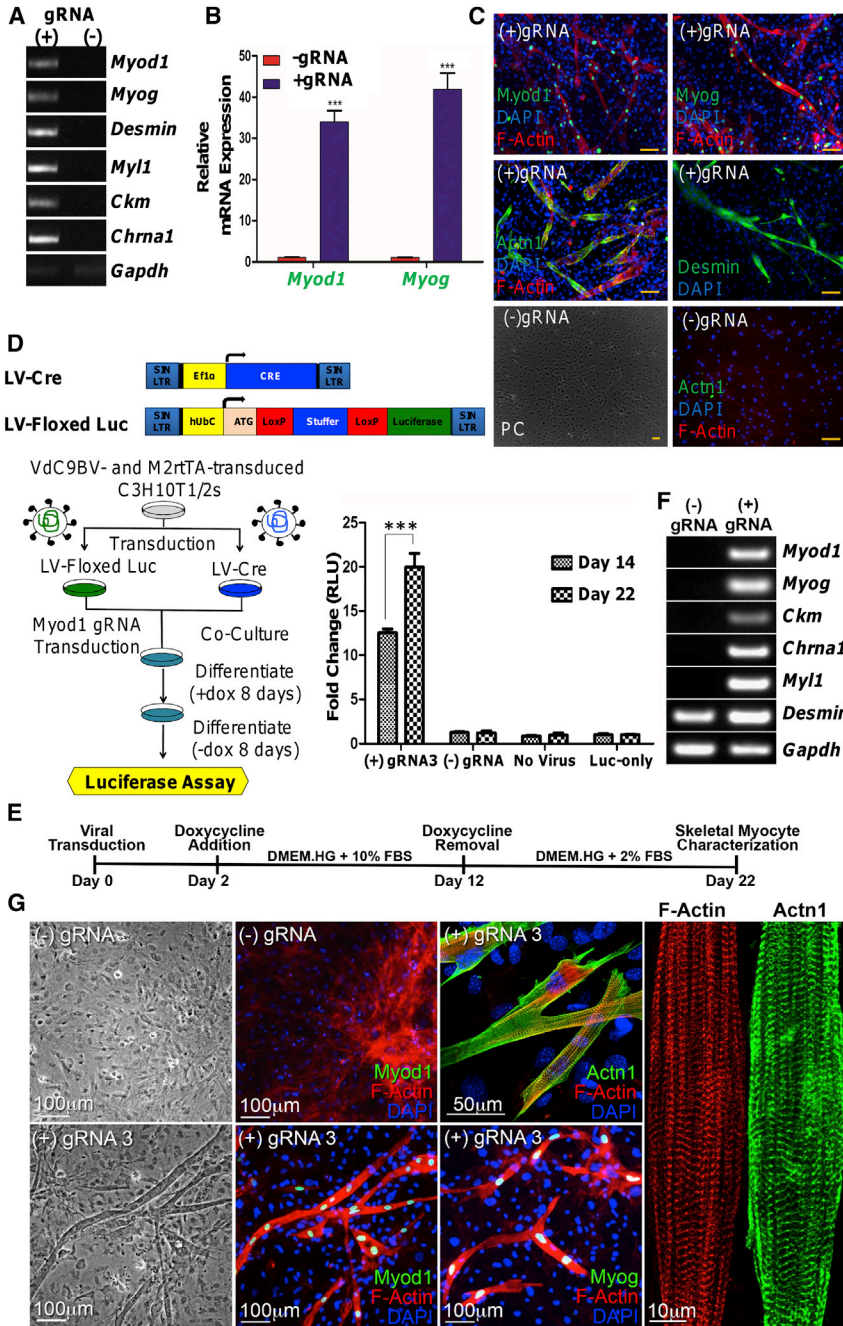 A
gRNA
(+) (-)
Myod1
Myog
Desmin
Myl1
Ckm
Chrna1
Gapdh
B
Relative
mRNA Expression
50
40
30
20
10
0
-gRNA
+gRNA
***
***
Myod1
Myog
C
(+)gRNA
Myod1
DAPI
F-Actin
(+)gRNA
Myog
DAPI
F-Actin
(+)gRNA
Actn1
DAPI
F-Actin
(+)gRNA
Desmin
DAPI
(-)gRNA
PC
(-)gRNA
Actn1
DAPI
F-Actin
D
LV-Cre
SIN LTR
Ef1α
CRE
SIN LTR
LV-Floxed Luc
SIN LTR
hUbC
ATG
LoxP
Stuffer
LoxP
Luciferase
SIN LTR
VdC9BV- and M2rtTA-transduced
C3H10T1/2s
Transduction
LV-Floxed Luc
LV-Cre
Myod1 gRNA
Transduction
Co-Culture
Differentiate
(+dox 8 days)
Differentiate
(-dox 8 days)
Luciferase Assay
Fold Change (RLU)
25
20
15
10
5
0
***
Day 14
Day 22
(+) gRNA3
(-) gRNA
No Virus
Luc-only
F
(-)
gRNA
(+)
gRNA
Myod1
Myog
Ckm
Chrna1
Myl1
Desmin
Gapdh
E
Viral
Transduction
Doxycycline
Addition
Doxycycline
Removal
Skeletal Myocyte
Characterization
DMEM.HG + 10% FBS
DMEM.HG + 2% FBS
Day 0
Day 2
Day 12
Day 22
G
(-) gRNA
100μm
(-) gRNA
Myod1
F-Actin
DAPI
100μm
(+) gRNA 3
Actn1
F-Actin
DAPI
50μm
F-Actin
Actn1
(+) gRNA 3
100μm
(+) gRNA 3
Myod1
F-Actin
DAPI
100μm
(+) gRNA 3
Myog
F-Actin
DAPI
100μm
10μm